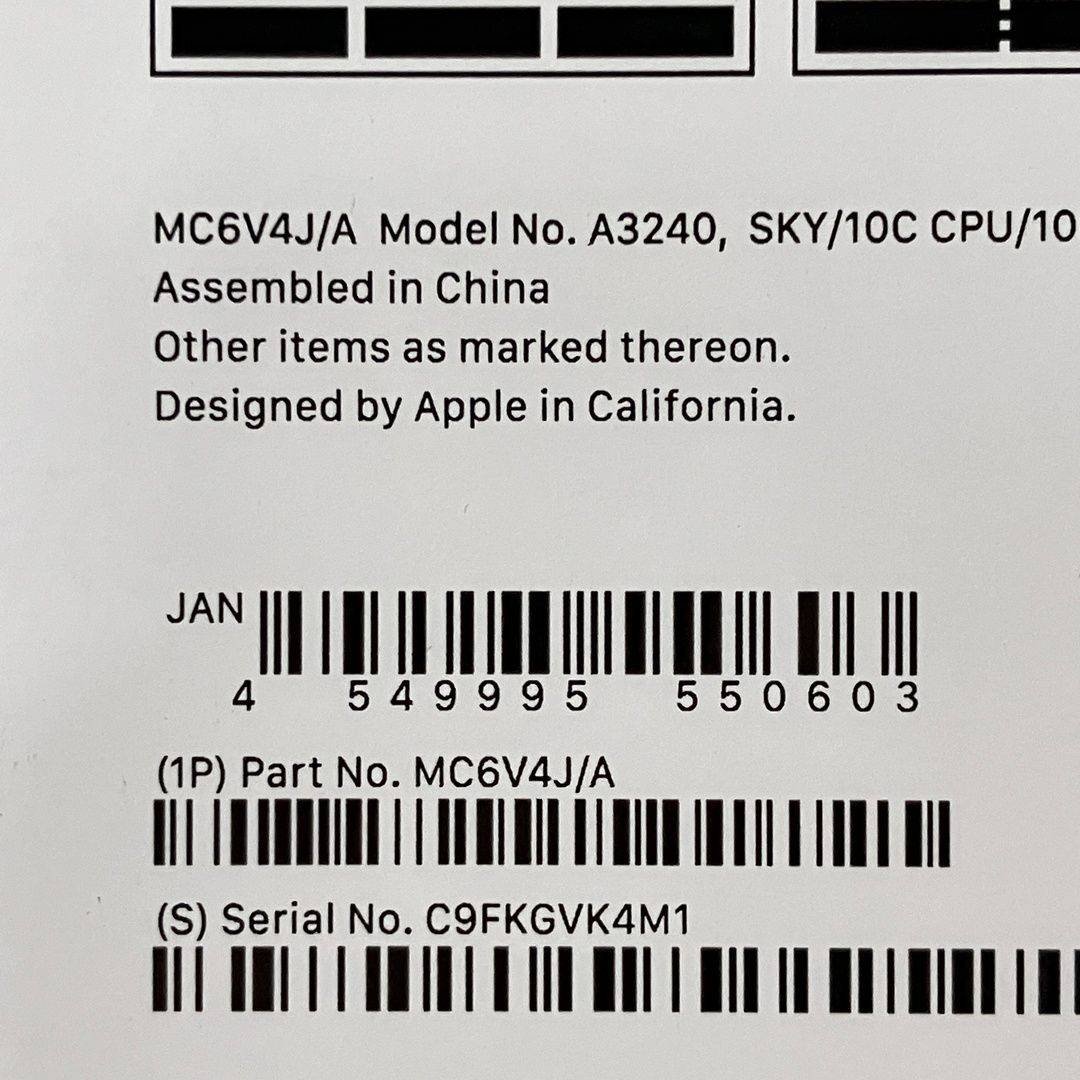 MC6V4J/A Model No. A3240, SKY/10C CPU/10
Assembled in China
Other items as marked thereon.
Designed by Apple in California.
JAN
4 549995 550603
(1P) Part No. MC6V4J/A
(S) Serial No. C9FKGVK4M1